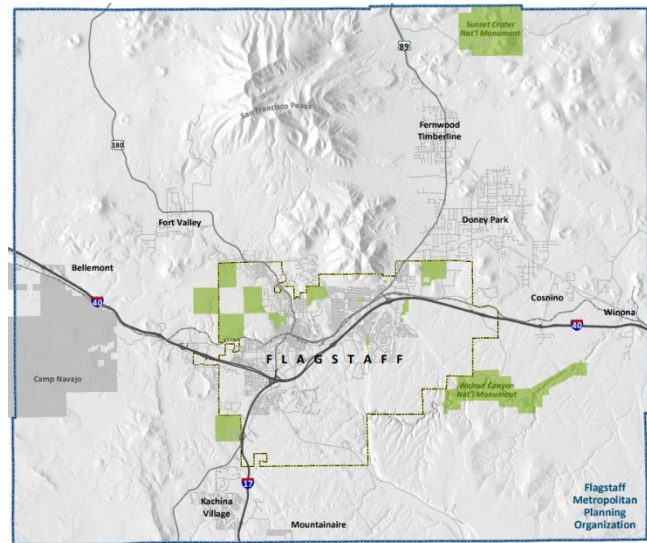 Sunset Crater
Nat'l Monument
89
San Francisco Peaks
Fernwood
Timberline
180
Fort Valley
Doney Park
Bellemont
40
Cosnino
Winona
40
FLAGSTAFF
Camp Navajo
Walnut Canyon
Nat'l Monument
17
Kachina
Village
Mountainaire
Flagstaff
Metropolitan
Planning
Organization